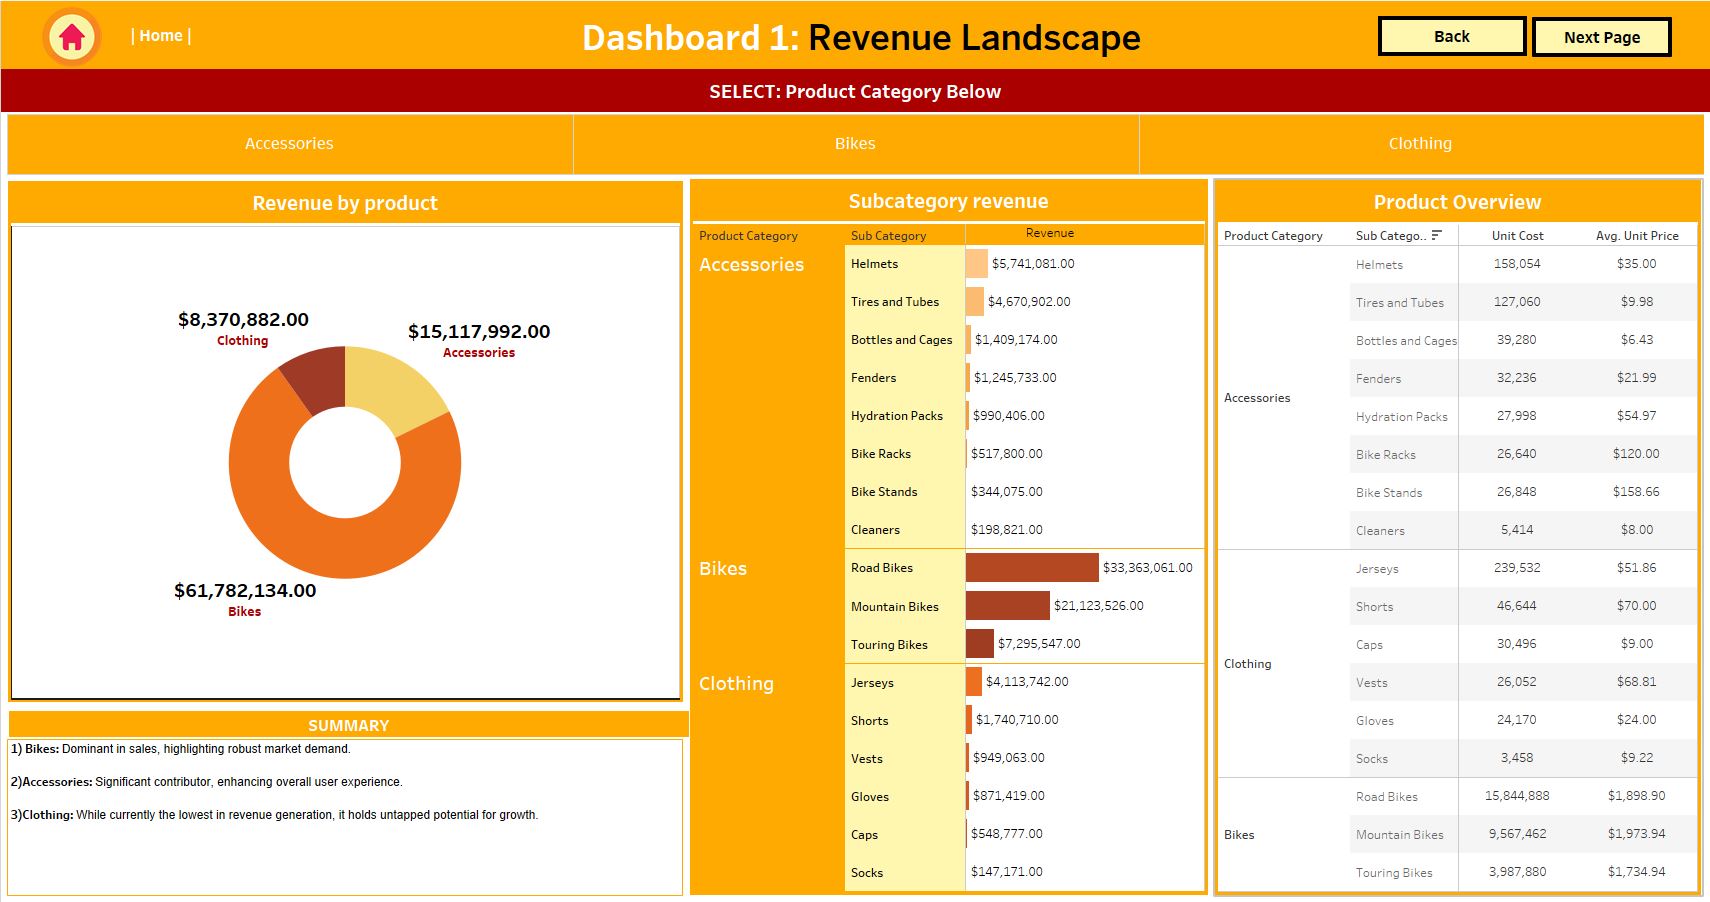 | Home |
Dashboard 1: Revenue Landscape
Back
Next Page
SELECT: Product Category Below
Accessories
Bikes
Clothing
Revenue by product
$8,370,882.00
Clothing
$15,117,992.00
Accessories
$61,782,134.00
Bikes
SUMMARY
1) Bikes: Dominant in sales, highlighting robust market demand.
2)Accessories: Significant contributor, enhancing overall user experience.
3)Clothing: While currently the lowest in revenue generation, it holds untapped potential for growth.
Subcategory revenue
Product Category Sub Category Revenue
Accessories Helmets $5,741,081.00
Tires and Tubes $4,670,902.00
Bottles and Cages $1,409,174.00
Fenders $1,245,733.00
Hydration Packs $990,406.00
Bike Racks $517,800.00
Bike Stands $344,075.00
Cleaners $198,821.00
Bikes Road Bikes $33,363,061.00
Mountain Bikes $21,123,526.00
Touring Bikes $7,295,547.00
Clothing Jerseys $4,113,742.00
Shorts $1,740,710.00
Vests $949,063.00
Gloves $871,419.00
Caps $548,777.00
Socks $147,171.00
Product Overview
Product Category Sub Catego.. Unit Cost Avg. Unit Price
Helmets 158,054 $35.00
Tires and Tubes 127,060 $9.98
Bottles and Cages 39,280 $6.43
Fenders 32,236 $21.99
Accessories
Hydration Packs 27,998 $54.97
Bike Racks 26,640 $120.00
Bike Stands 26,848 $158.66
Cleaners 5,414 $8.00
Jerseys 239,532 $51.86
Shorts 46,644 $70.00
Caps 30,496 $9.00
Clothing
Vests 26,052 $68.81
Gloves 24,170 $24.00
Socks 3,458 $9.22
Road Bikes 15,844,888 $1,898.90
Bikes Mountain Bikes 9,567,462 $1,973.94
Touring Bikes 3,987,880 $1,734.94